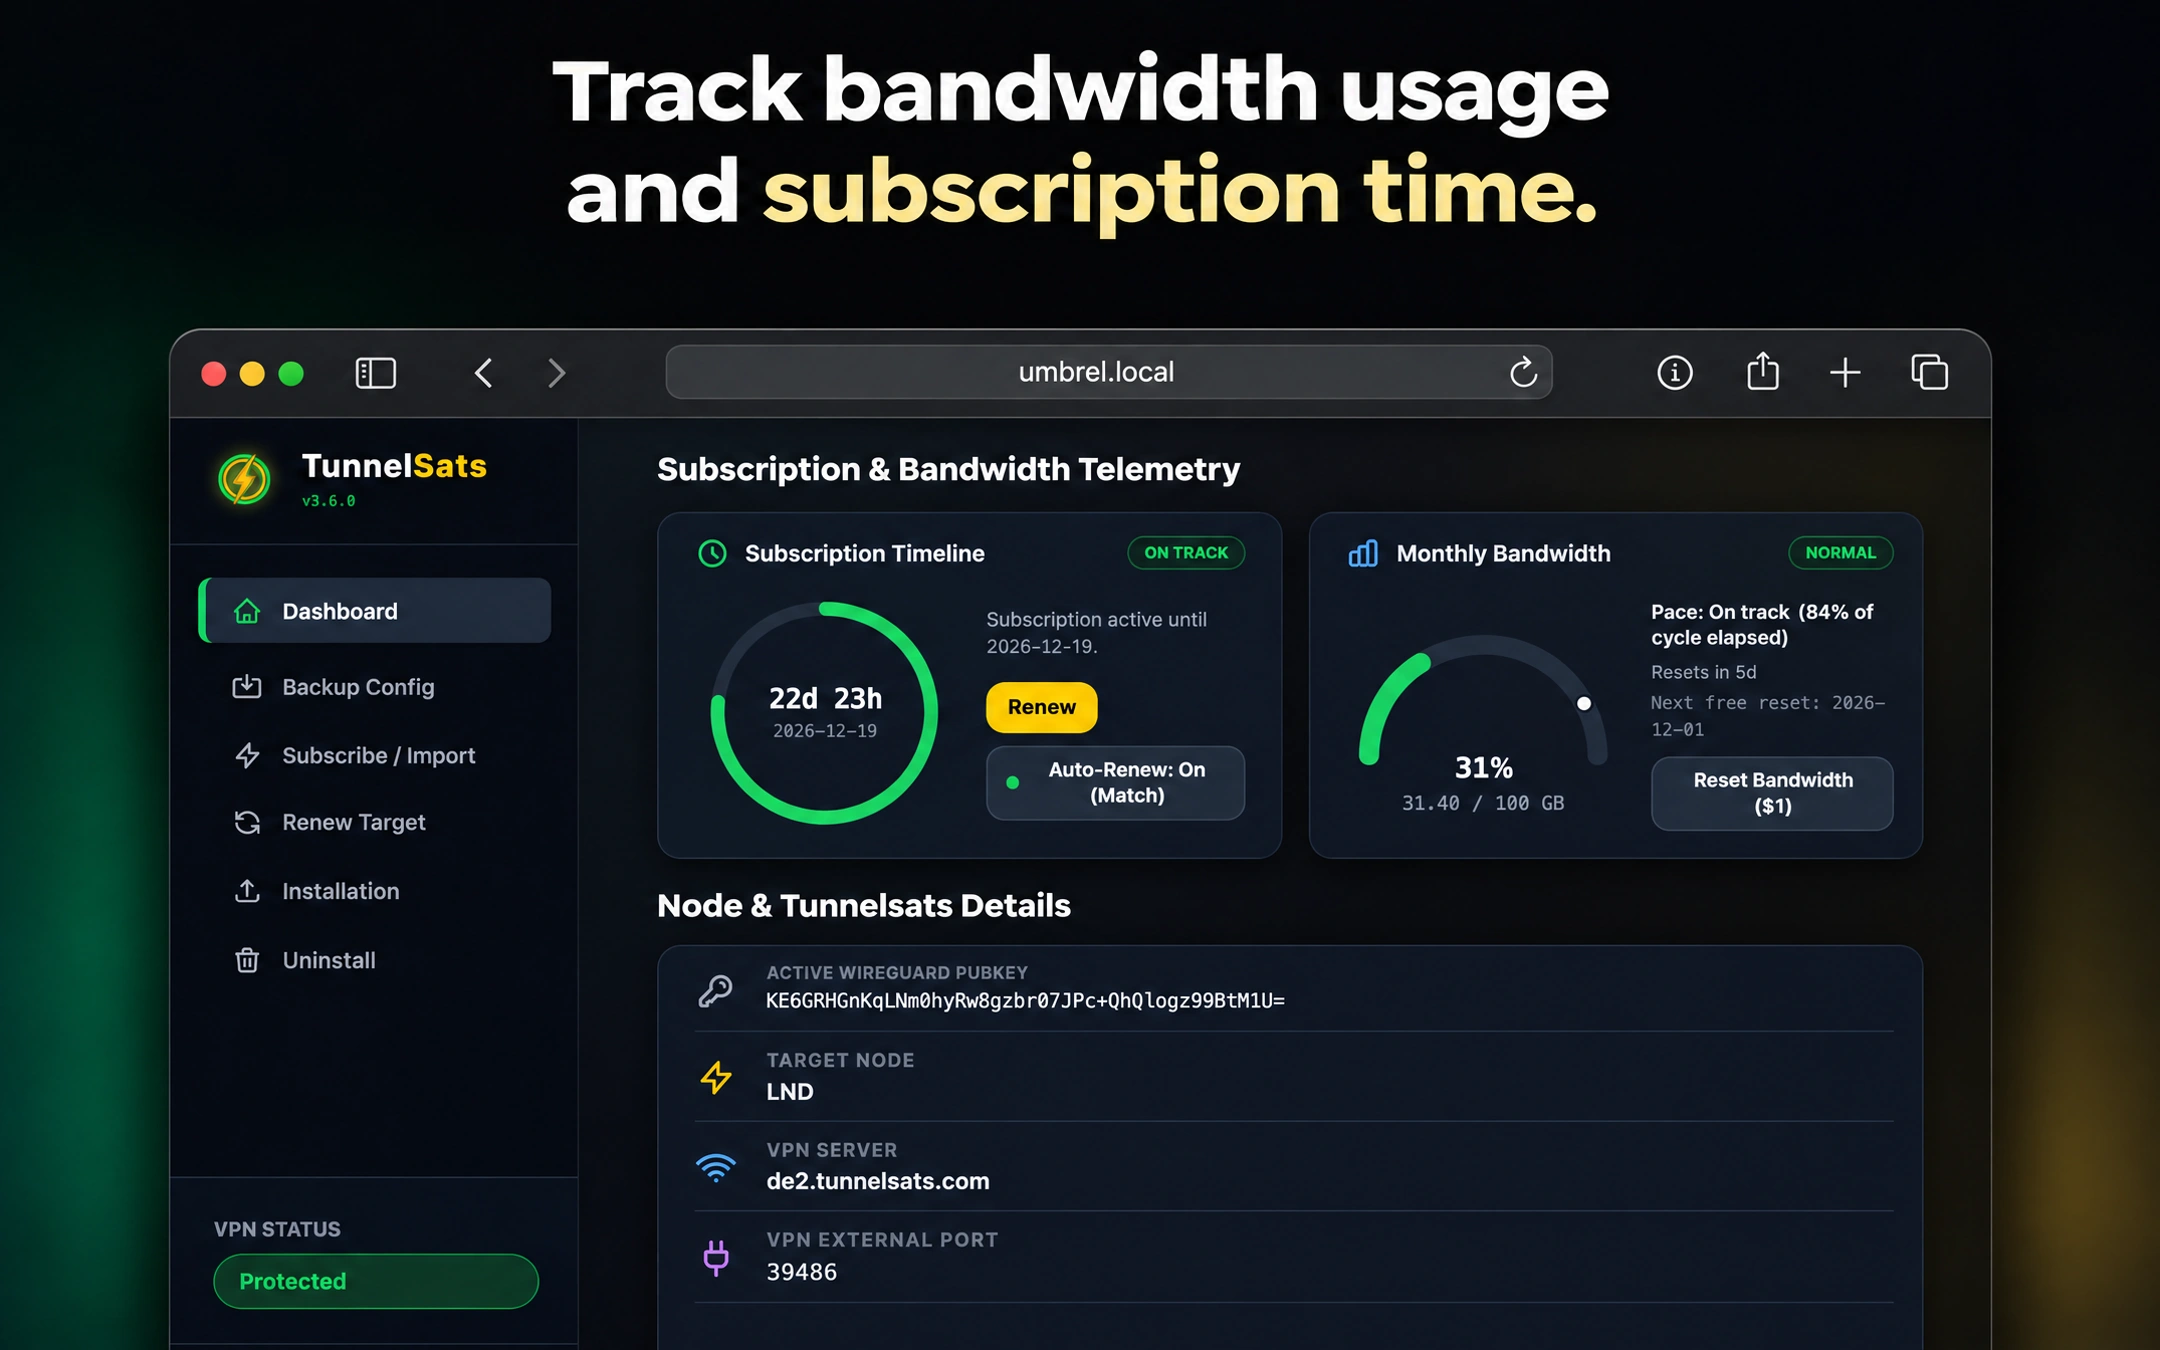 Track bandwidth usage
and subscription time.
umbrel.local
TunnelSats
v3.6.0
Dashboard
Backup Config
Subscribe / Import
Renew Target
Installation
Uninstall
VPN STATUS
Protected
Subscription & Bandwidth Telemetry
Subscription Timeline
ON TRACK
22d 23h
2026-12-19
Subscription active until
2026-12-19.
Renew
Auto-Renew: On
(Match)
Monthly Bandwidth
NORMAL
31%
31.40 / 100 GB
Pace: On track (84% of
cycle elapsed)
Resets in 5d
Next free reset: 2026-
12-01
Reset Bandwidth
($1)
Node & Tunnelsats Details
ACTIVE WIREGUARD PUBKEY
KE6GRHGnKqLNm0hyRw8gzbr07JPc+QhQlogz99BtM1U=
TARGET NODE
LND
VPN SERVER
de2.tunnelsats.com
VPN EXTERNAL PORT
39486